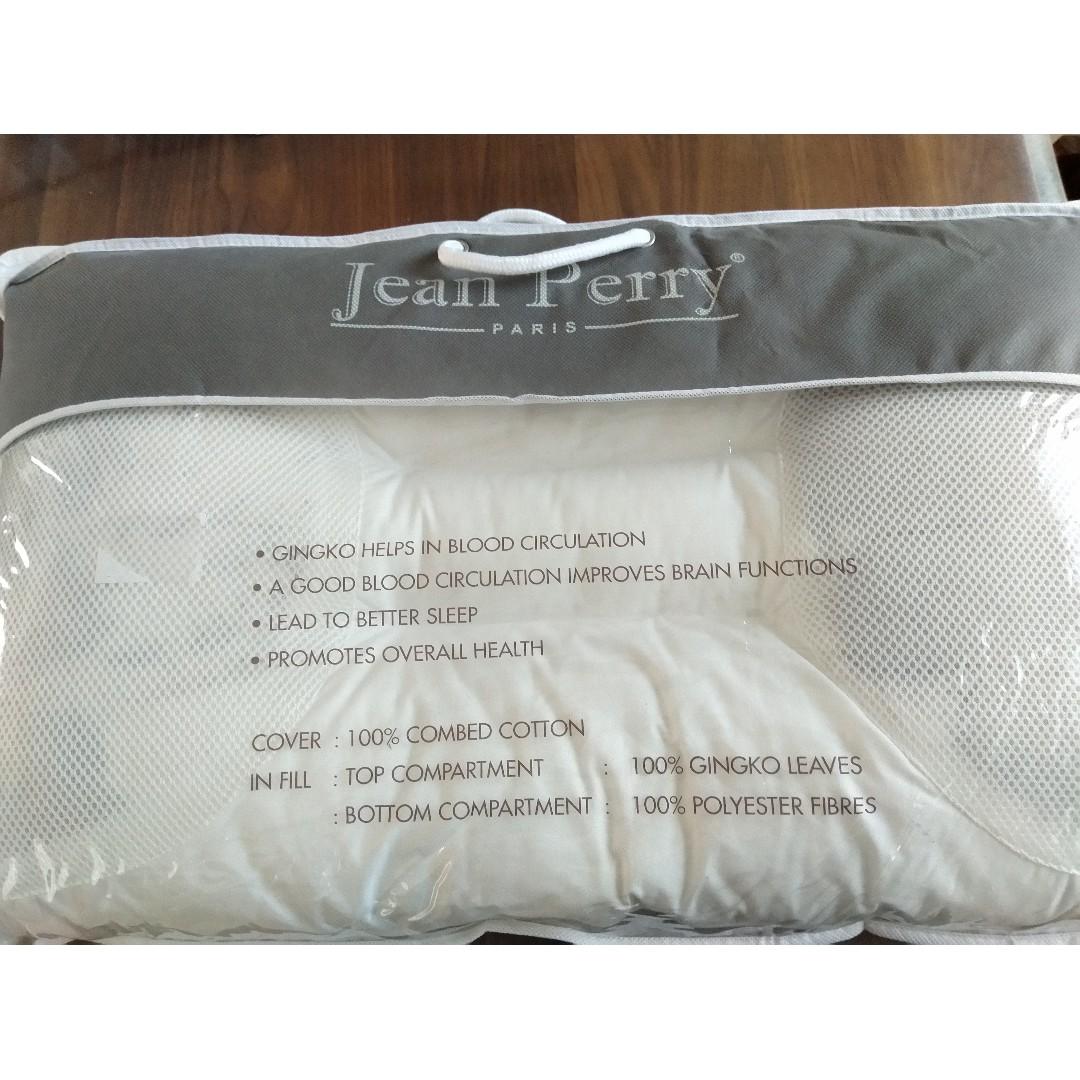 Jean Perry®
PARIS
• GINGKO HELPS IN BLOOD CIRCULATION
• A GOOD BLOOD CIRCULATION IMPROVES BRAIN FUNCTIONS
• LEAD TO BETTER SLEEP
• PROMOTES OVERALL HEALTH
COVER : 100% COMBED COTTON
IN FILL : TOP COMPARTMENT : 100% GINGKO LEAVES
: BOTTOM COMPARTMENT : 100% POLYESTER FIBRES